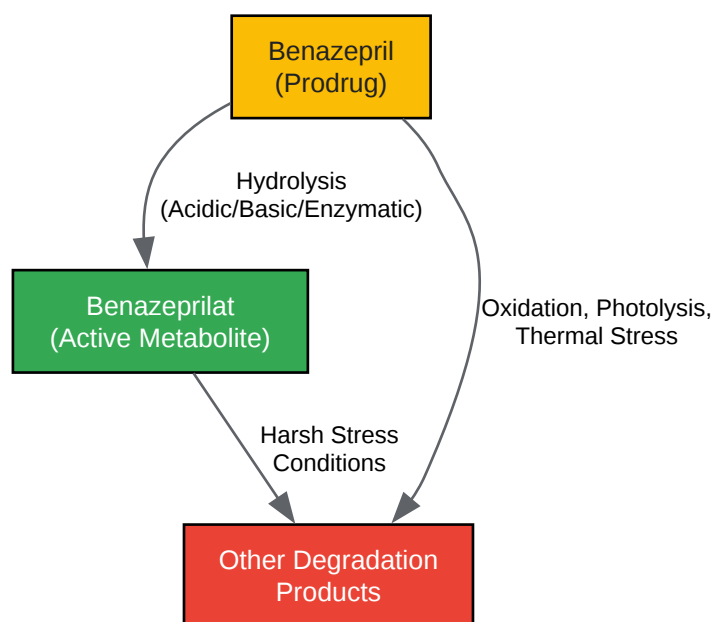 Benazepril
(Prodrug)
Hydrolysis
(Acidic/Basic/Enzymatic)
Benazeprilat
(Active Metabolite)
Oxidation, Photolysis,
Thermal Stress
Harsh Stress
Conditions
Other Degradation
Products